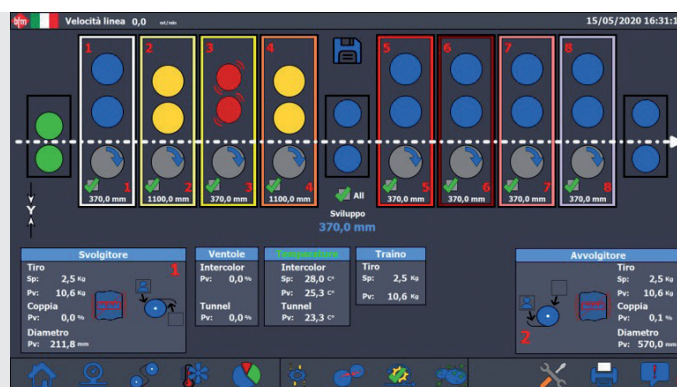 bfm Velocità linea 0,0 mt/min 15/05/2020 16:31:1
1 2 3 4 5 6 7 8
1 2 3 4 5 6 7 8
370,0 mm 1100,0 mm 370,0 mm 1100,0 mm All 370,0 mm 370,0 mm 370,0 mm 370,0 mm
Y
Sviluppo
370,0 mm
Svolgitore
1
Tiro
Sp: 2,5 Kg
Pv: 10,6 Kg
Coppia
Pv: 0,0 %
Diametro
Pv: 211,8 mm
Ventole
Intercolor
Pv: 0,0 %
Tunnel
Pv: 0,0 %
Temperature
Intercolor
Sp: 28,0 C°
Pv: 25,3 C°
Tunnel
Pv: 23,3 C°
Traino
Tiro
Sp: 2,5 Kg
Pv: 10,6 Kg
Avvolgitore
2
Tiro
Sp: 2,5 Kg
Pv: 10,6 Kg
Coppia
Pv: 0,1 %
Diametro
Pv: 570,0 mm